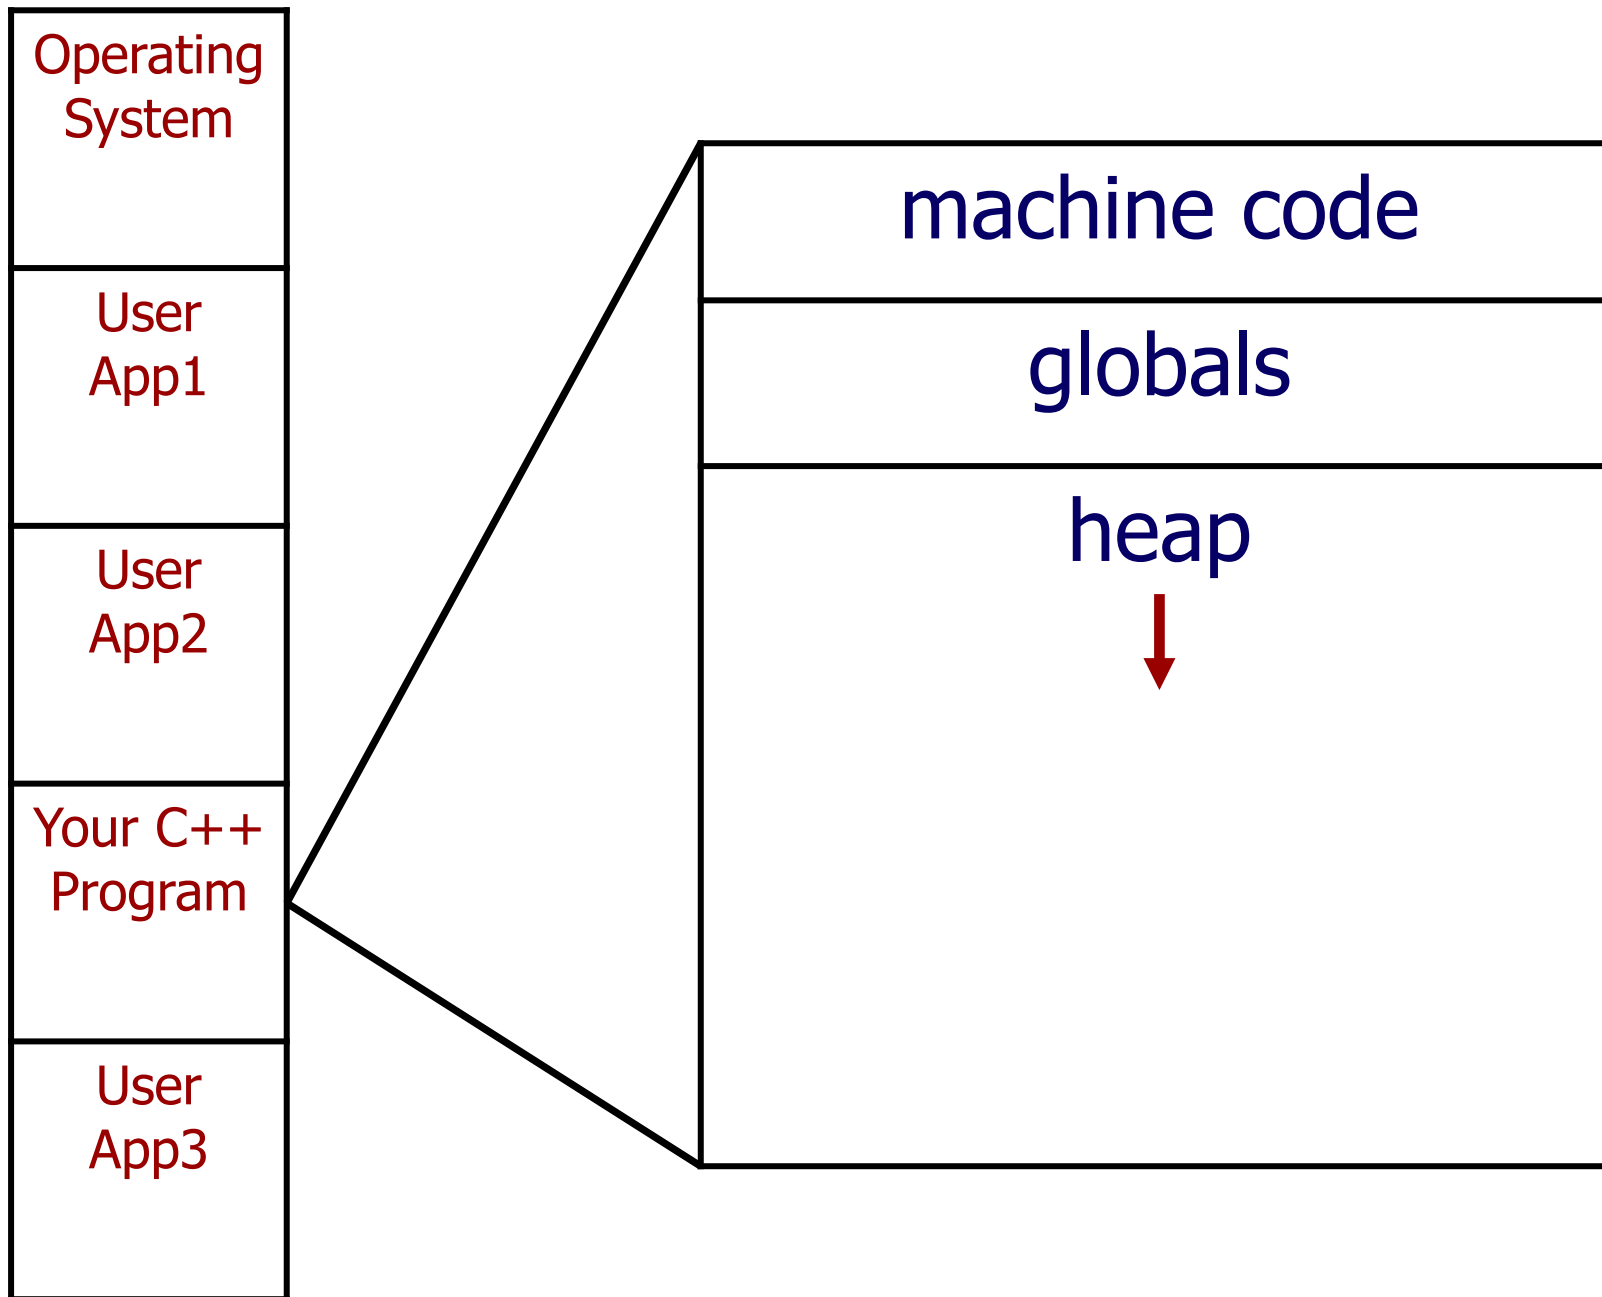 Operating
System
User
App1
User
App2
Your C++
Program
User
App3
machine code
globals
heap